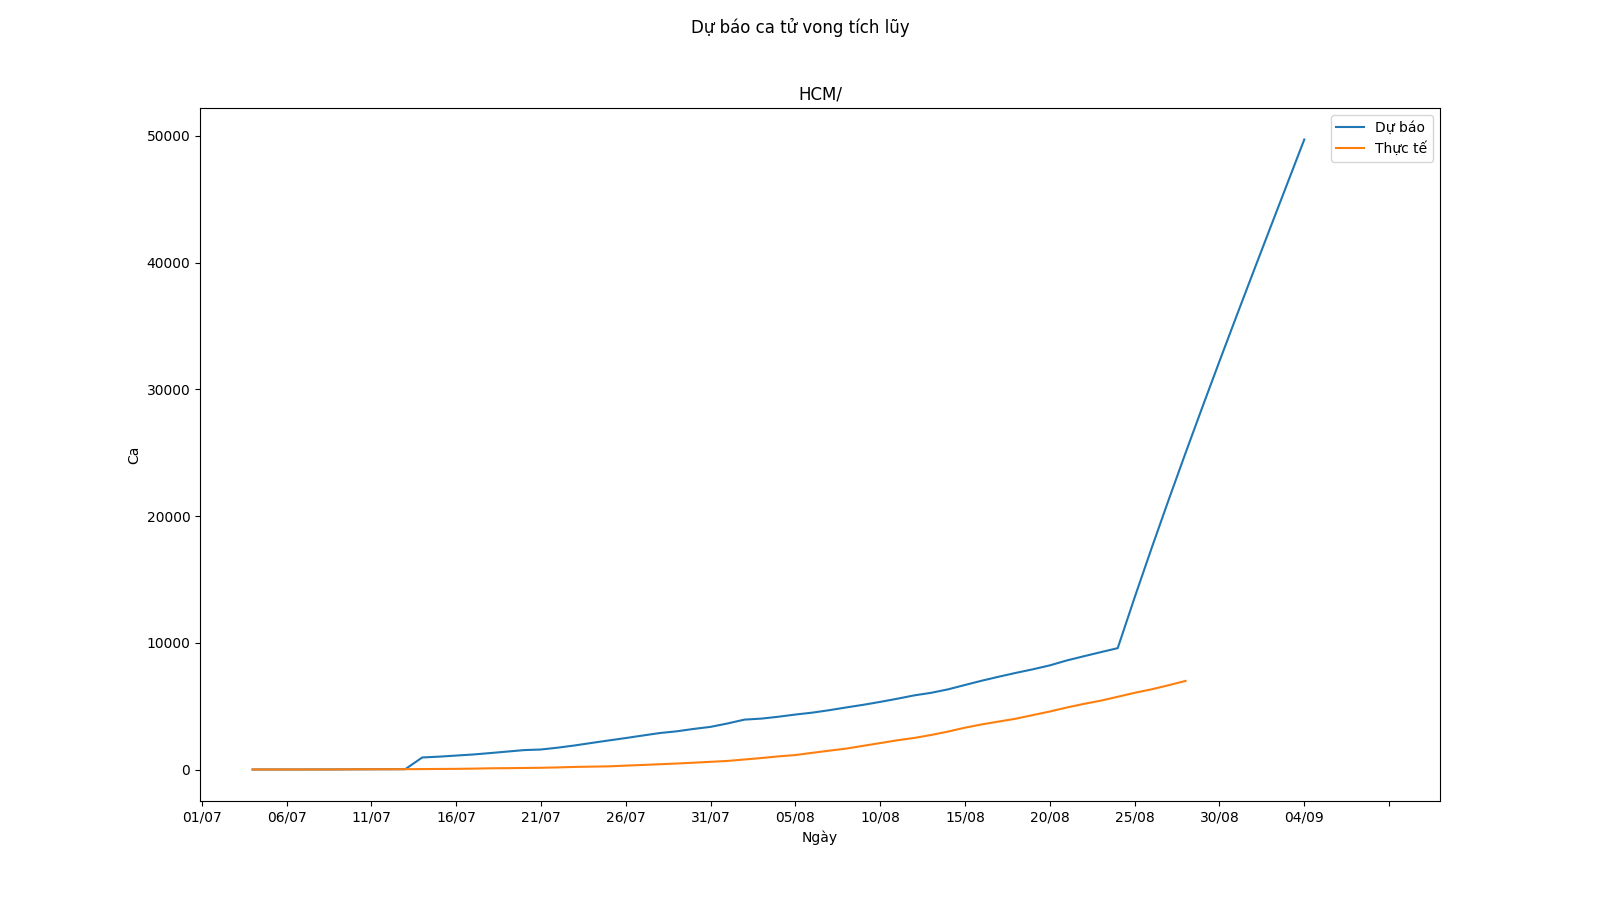 Dự báo ca tử vong tích lũy
HCM/
Dự báo
Thực tế
50000
40000
30000
20000
10000
0
Ca
01/07 06/07 11/07 16/07 21/07 26/07 31/07 05/08 10/08 15/08 20/08 25/08 30/08 04/09
Ngày